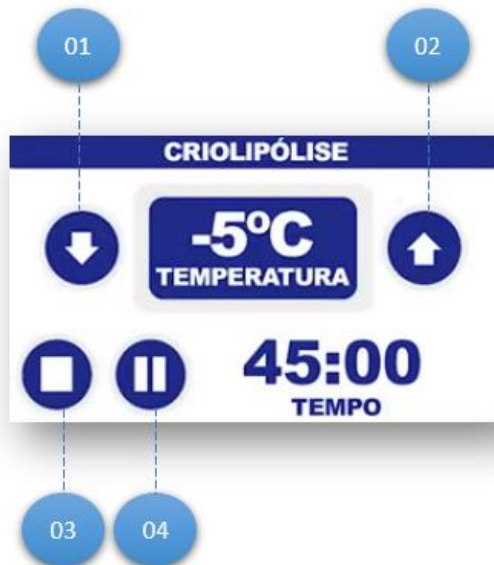 01
02
CRIOLIPÓLISE
-5ºC
TEMPERATURA
45:00
TEMPO
03
04